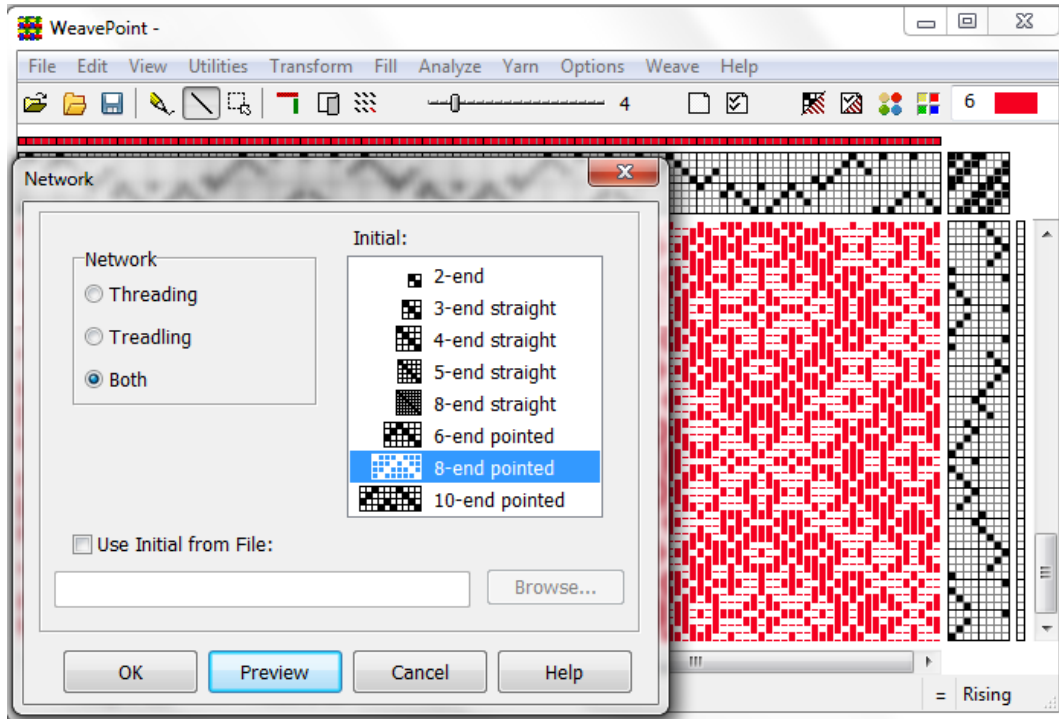 WeavePoint -
File Edit View Utilities Transform Fill Analyze Yarn Options Weave Help
4 6
Network
Initial:
Network
Threading
Treadling
Both
2-end
3-end straight
4-end straight
5-end straight
8-end straight
6-end pointed
8-end pointed
10-end pointed
Use Initial from File:
Browse...
OK Preview Cancel Help
= Rising